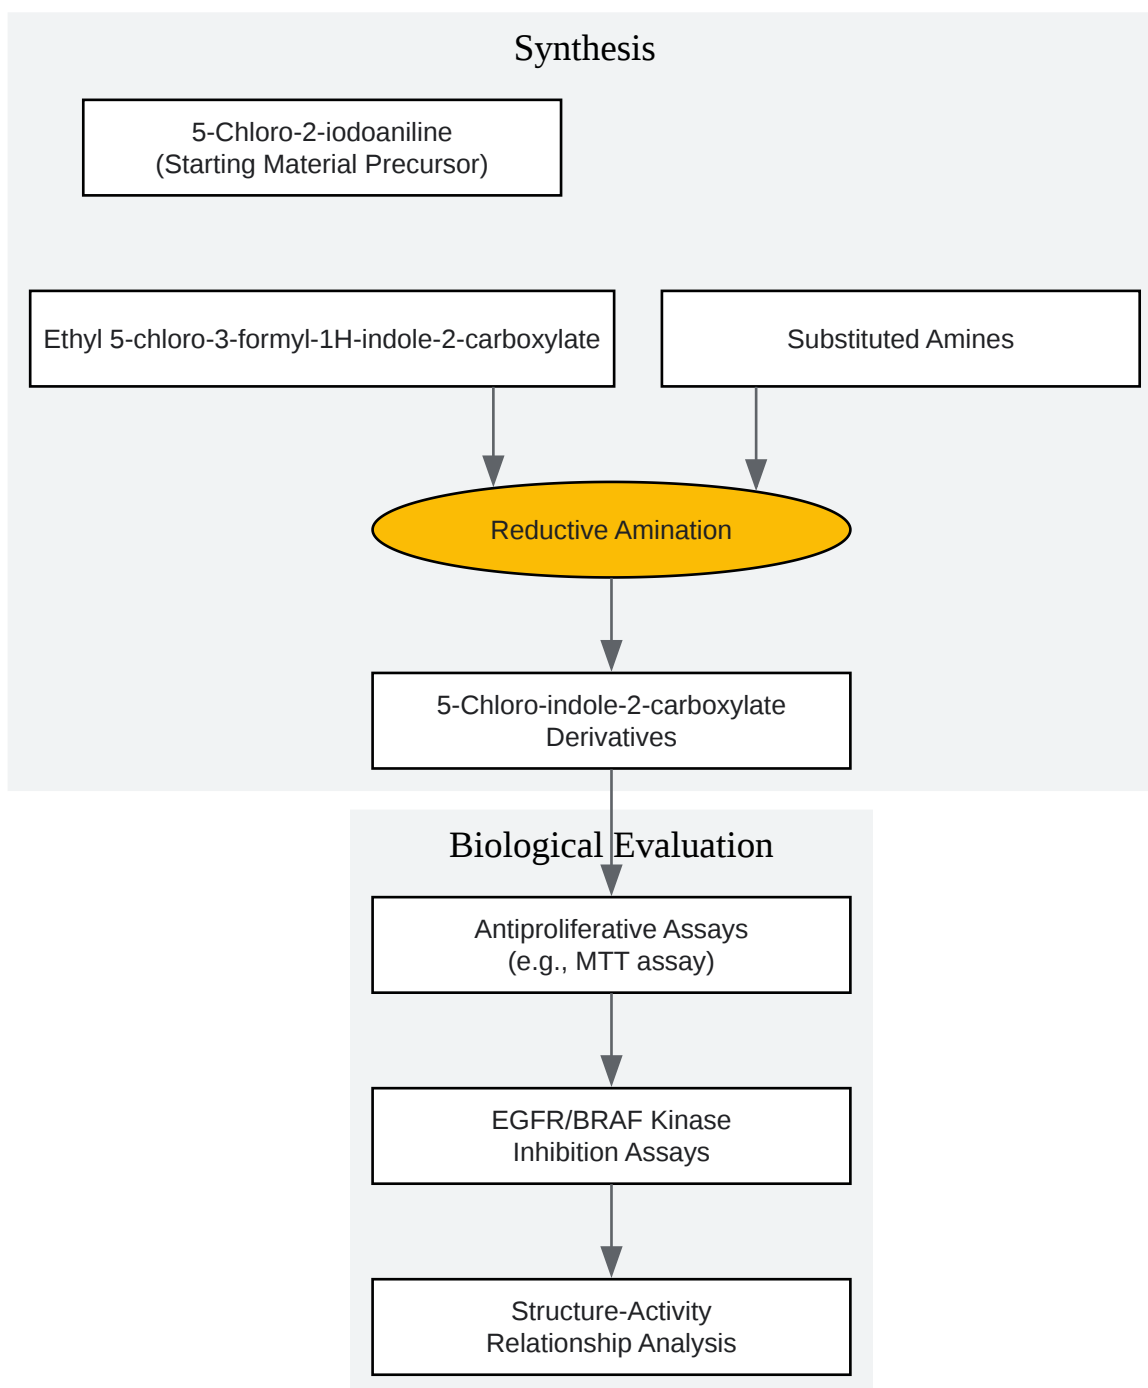 Synthesis
5-Chloro-2-iodoaniline
(Starting Material Precursor)
Ethyl 5-chloro-3-formyl-1H-indole-2-carboxylate
Substituted Amines
Reductive Amination
5-Chloro-indole-2-carboxylate
Derivatives
Biological Evaluation
Antiproliferative Assays
(e.g., MTT assay)
EGFR/BRAF Kinase
Inhibition Assays
Structure-Activity
Relationship Analysis